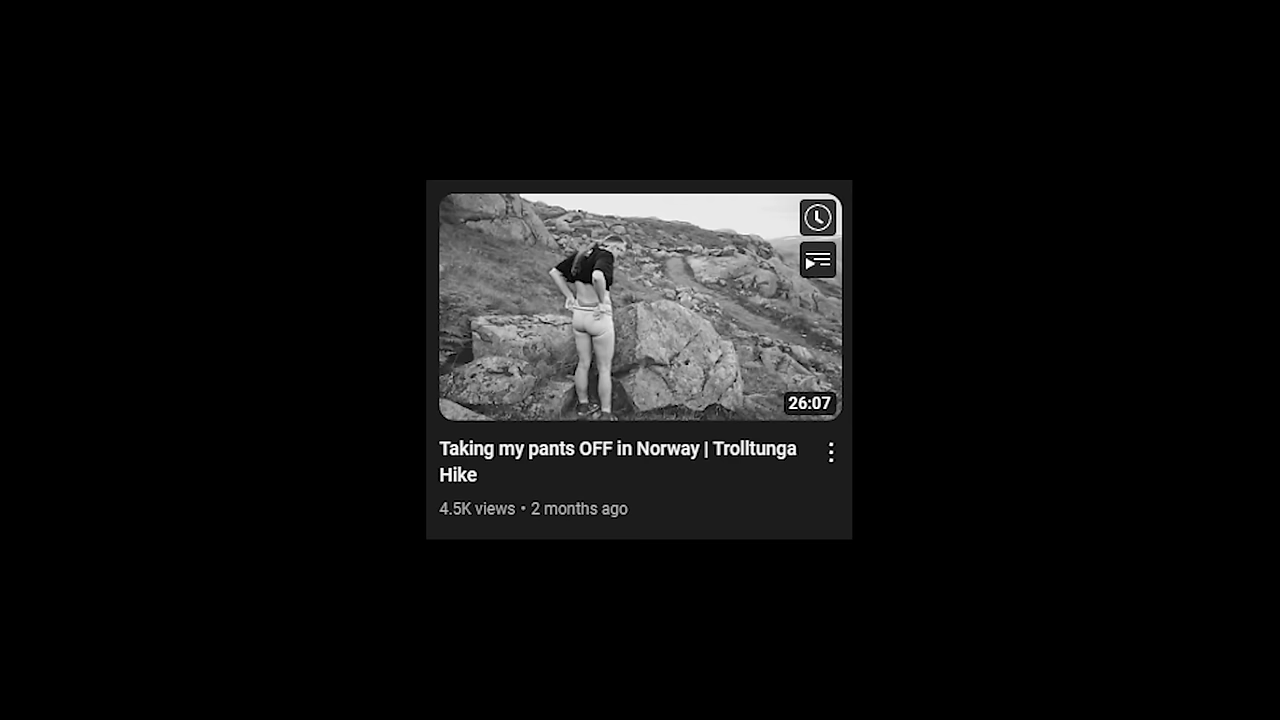 26:07
Taking my pants OFF in Norway | Trolltunga
Hike
4.5K views • 2 months ago